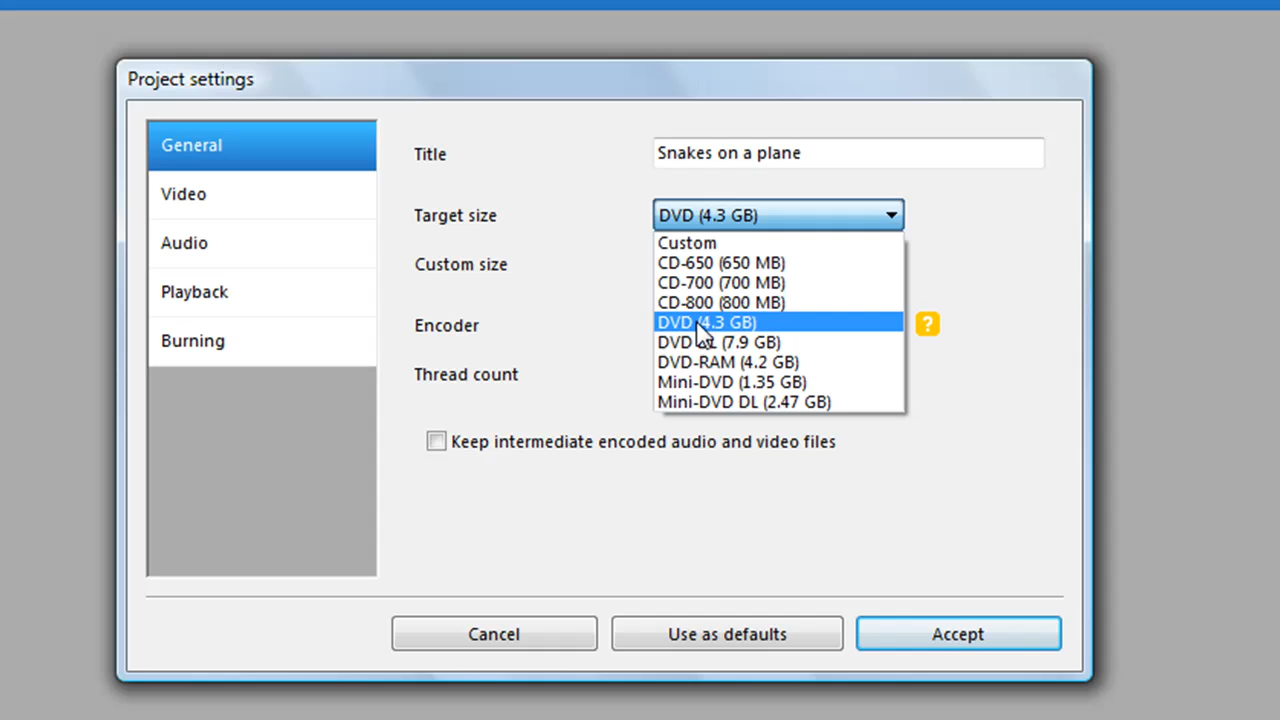 Project settings
General
Video
Audio
Playback
Burning
Title
Snakes on a plane
Target size
DVD (4.3 GB)
Custom
CD-650 (650 MB)
CD-700 (700 MB)
CD-800 (800 MB)
DVD (4.3 GB)
DVD DL (7.9 GB)
DVD-RAM (4.2 GB)
Mini-DVD (1.35 GB)
Mini-DVD DL (2.47 GB)
Custom size
Encoder
?
Thread count
Keep intermediate encoded audio and video files
Cancel
Use as defaults
Accept